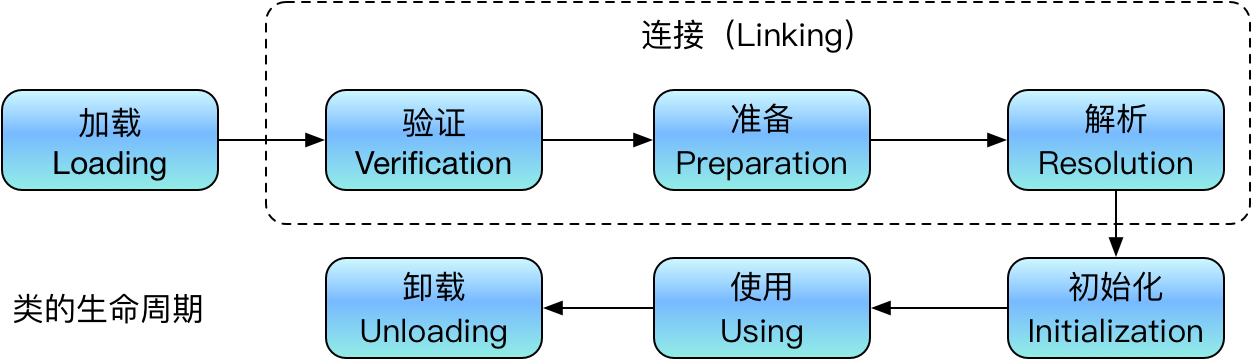 连接（Linking）
加载
Loading
验证
Verification
准备
Preparation
解析
Resolution
类的生命周期
卸载
Unloading
使用
Using
初始化
Initialization